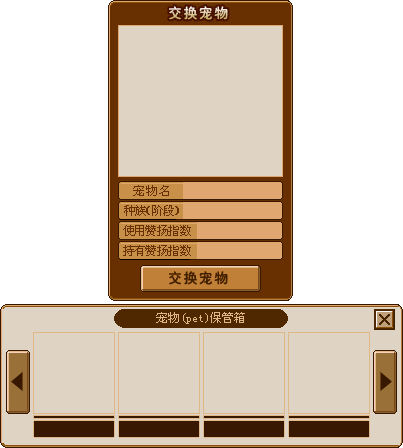 交换宠物
宠物名
种族(阶段)
使用赞扬指数
持有赞扬指数
交换宠物
宠物(pet)保管箱